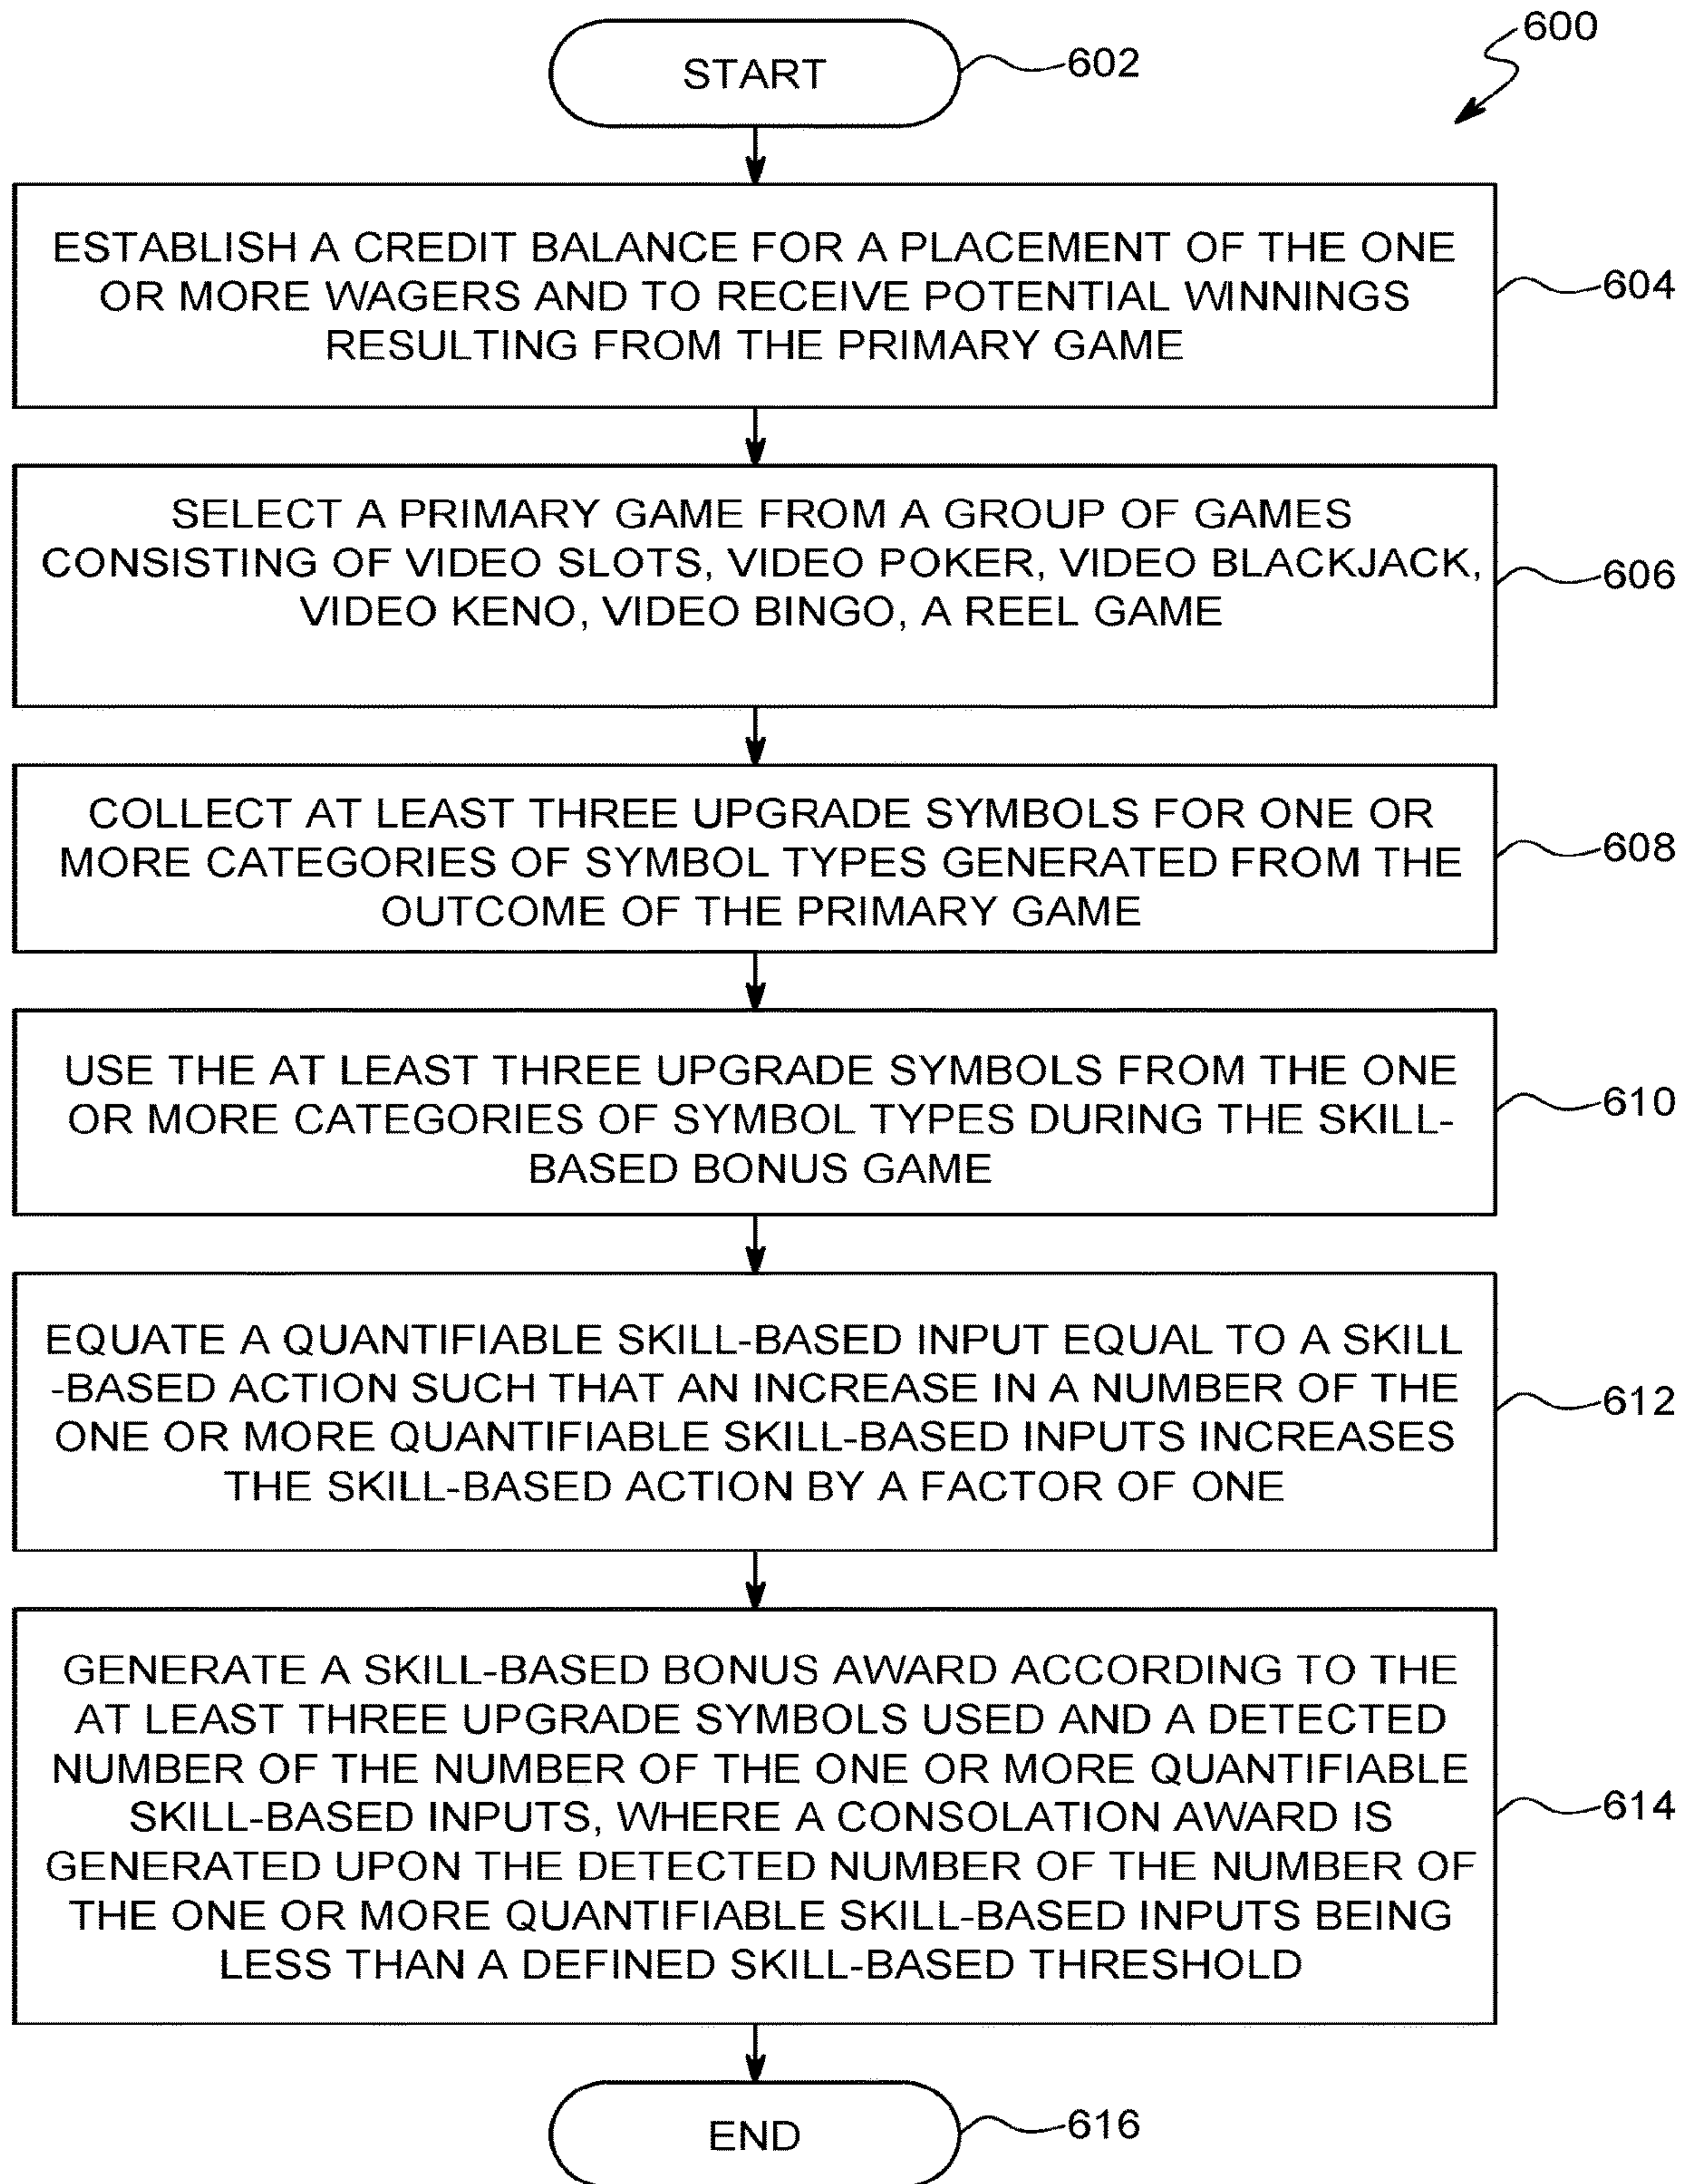 600
START
602
ESTABLISH A CREDIT BALANCE FOR A PLACEMENT OF THE ONE
OR MORE WAGERS AND TO RECEIVE POTENTIAL WINNINGS
RESULTING FROM THE PRIMARY GAME
604
SELECT A PRIMARY GAME FROM A GROUP OF GAMES
CONSISTING OF VIDEO SLOTS, VIDEO POKER, VIDEO BLACKJACK,
VIDEO KENO, VIDEO BINGO, A REEL GAME
606
COLLECT AT LEAST THREE UPGRADE SYMBOLS FOR ONE OR
MORE CATEGORIES OF SYMBOL TYPES GENERATED FROM THE
OUTCOME OF THE PRIMARY GAME
608
USE THE AT LEAST THREE UPGRADE SYMBOLS FROM THE ONE
OR MORE CATEGORIES OF SYMBOL TYPES DURING THE SKILL-
BASED BONUS GAME
610
EQUATE A QUANTIFIABLE SKILL-BASED INPUT EQUAL TO A SKILL
-BASED ACTION SUCH THAT AN INCREASE IN A NUMBER OF THE
ONE OR MORE QUANTIFIABLE SKILL-BASED INPUTS INCREASES
THE SKILL-BASED ACTION BY A FACTOR OF ONE
612
GENERATE A SKILL-BASED BONUS AWARD ACCORDING TO THE
AT LEAST THREE UPGRADE SYMBOLS USED AND A DETECTED
NUMBER OF THE NUMBER OF THE ONE OR MORE QUANTIFIABLE
SKILL-BASED INPUTS, WHERE A CONSOLATION AWARD IS
GENERATED UPON THE DETECTED NUMBER OF THE NUMBER OF
THE ONE OR MORE QUANTIFIABLE SKILL-BASED INPUTS BEING
LESS THAN A DEFINED SKILL-BASED THRESHOLD
614
END
616